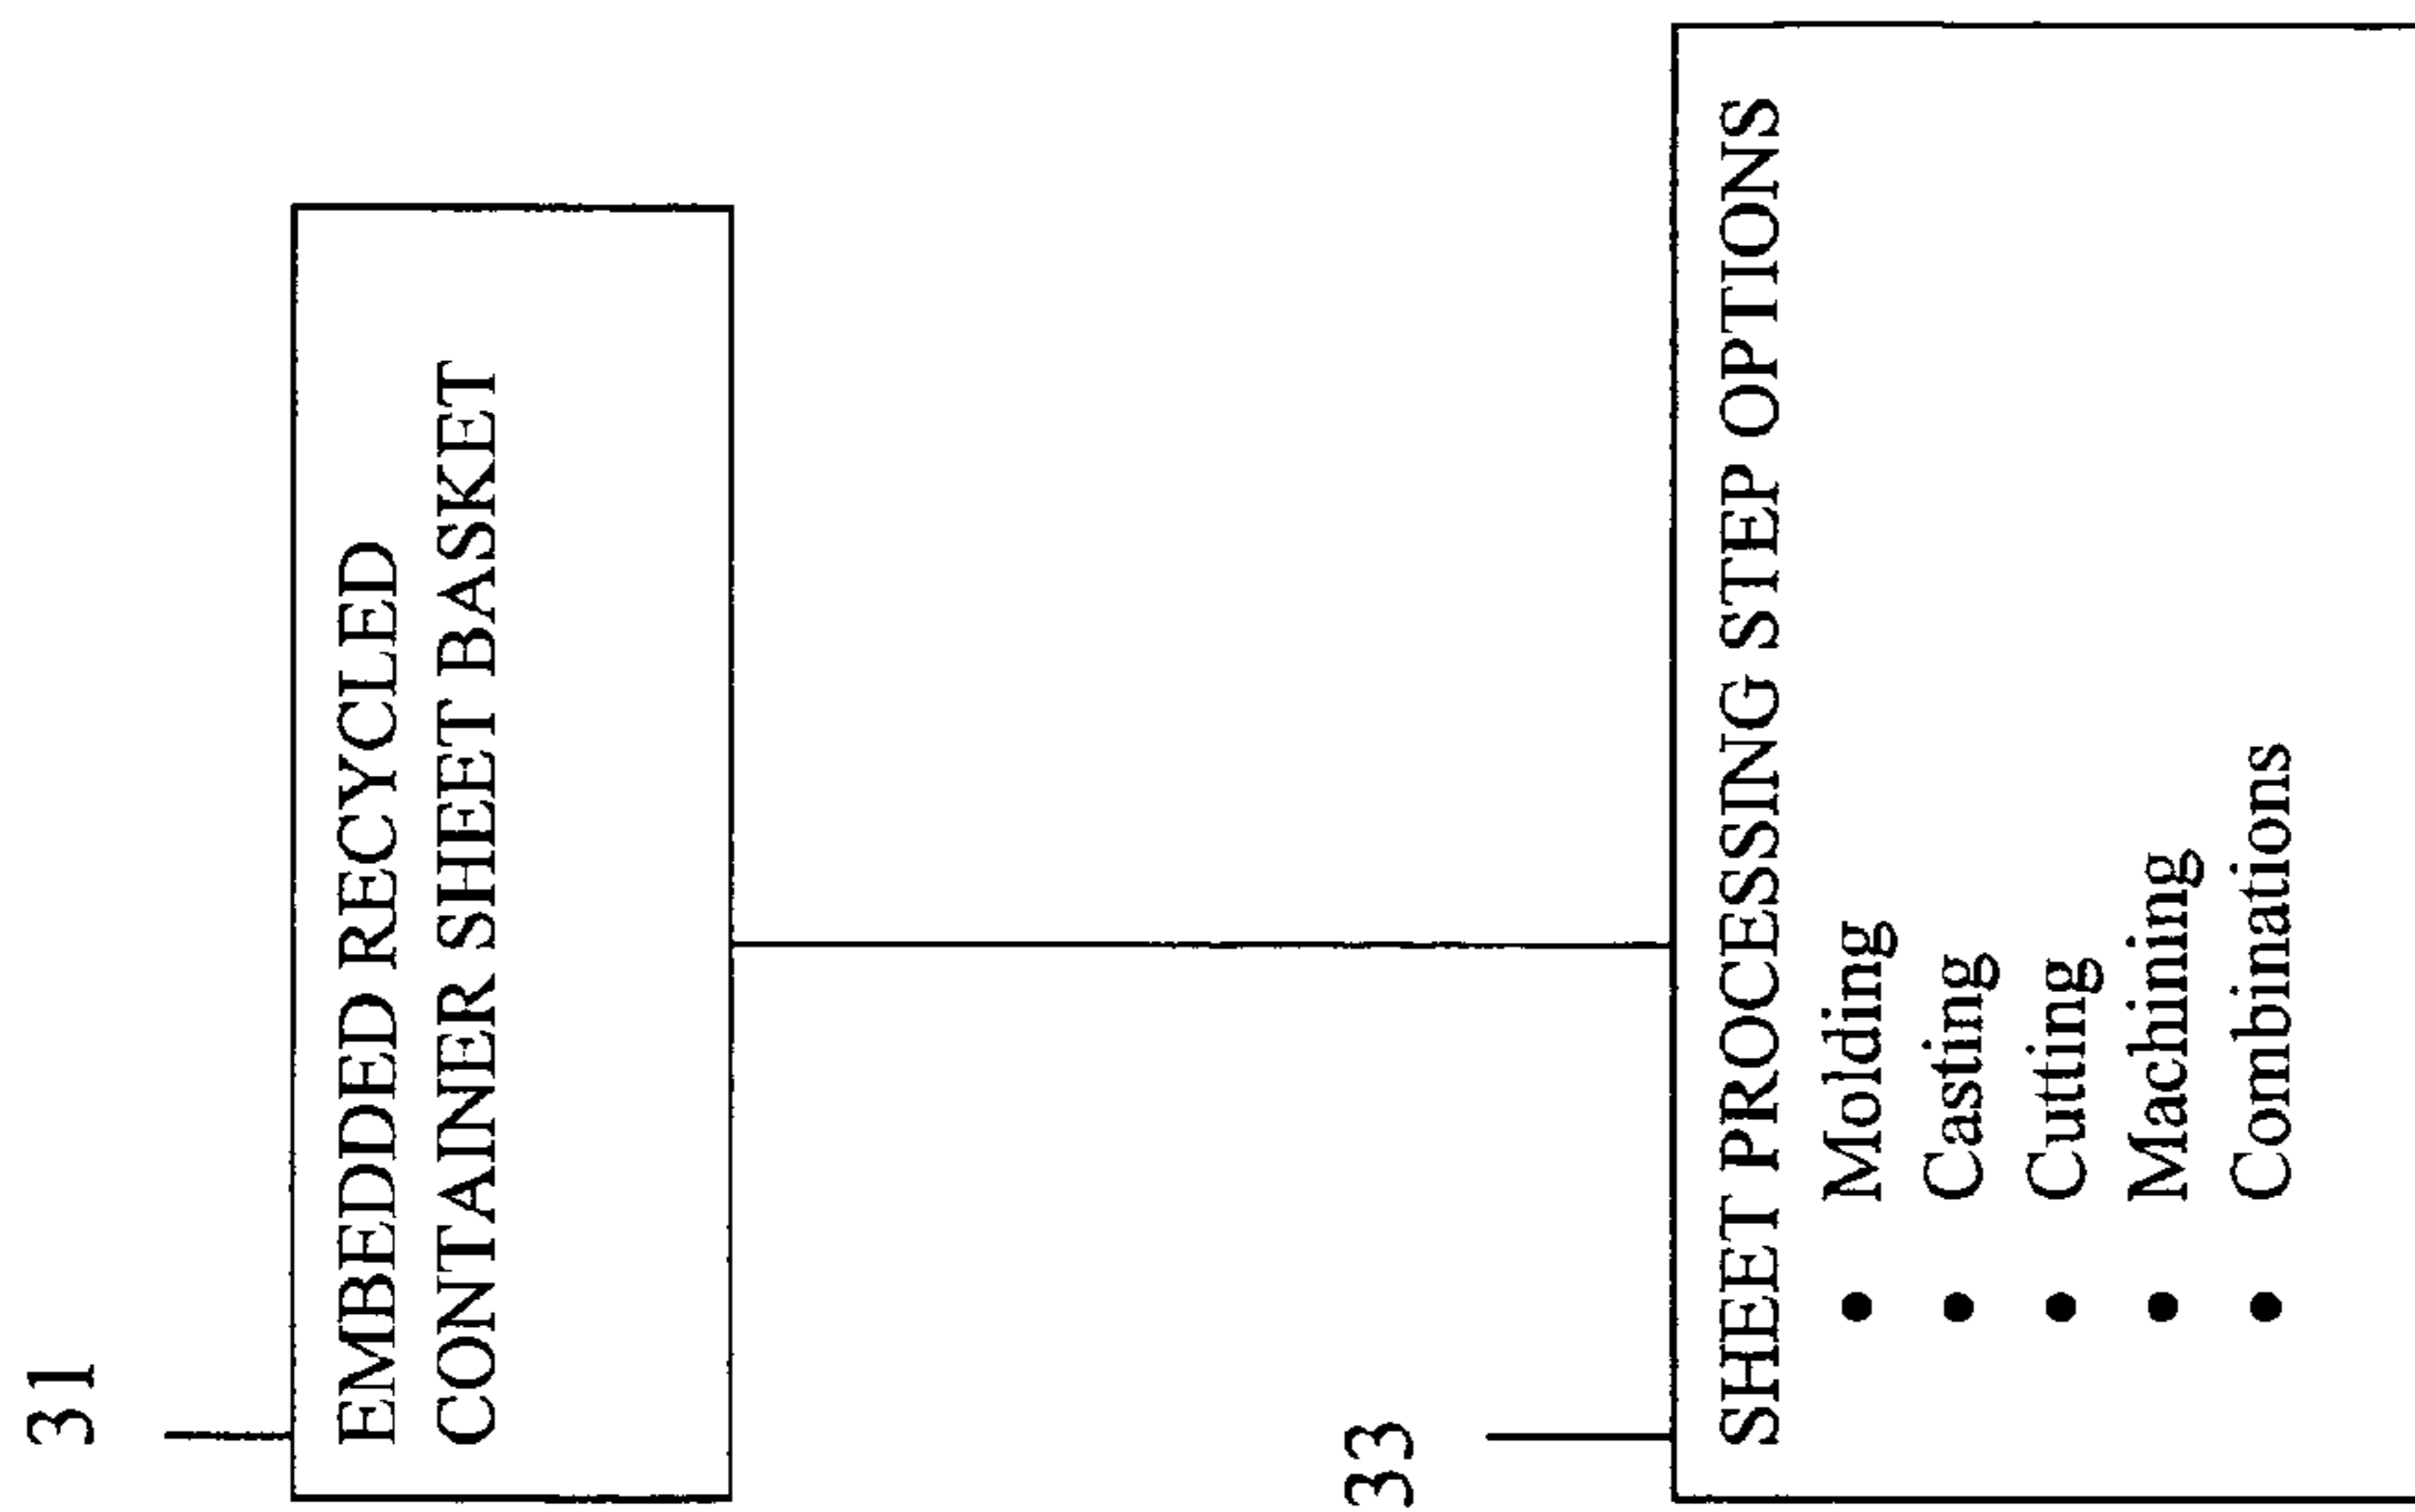 31
EMBEDDED RECYCLED
CONTAINER SHEET BASKET
33
SHEET PROCESSING STEP OPTIONS
• Molding
• Casting
• Cutting
• Machining
• Combinations